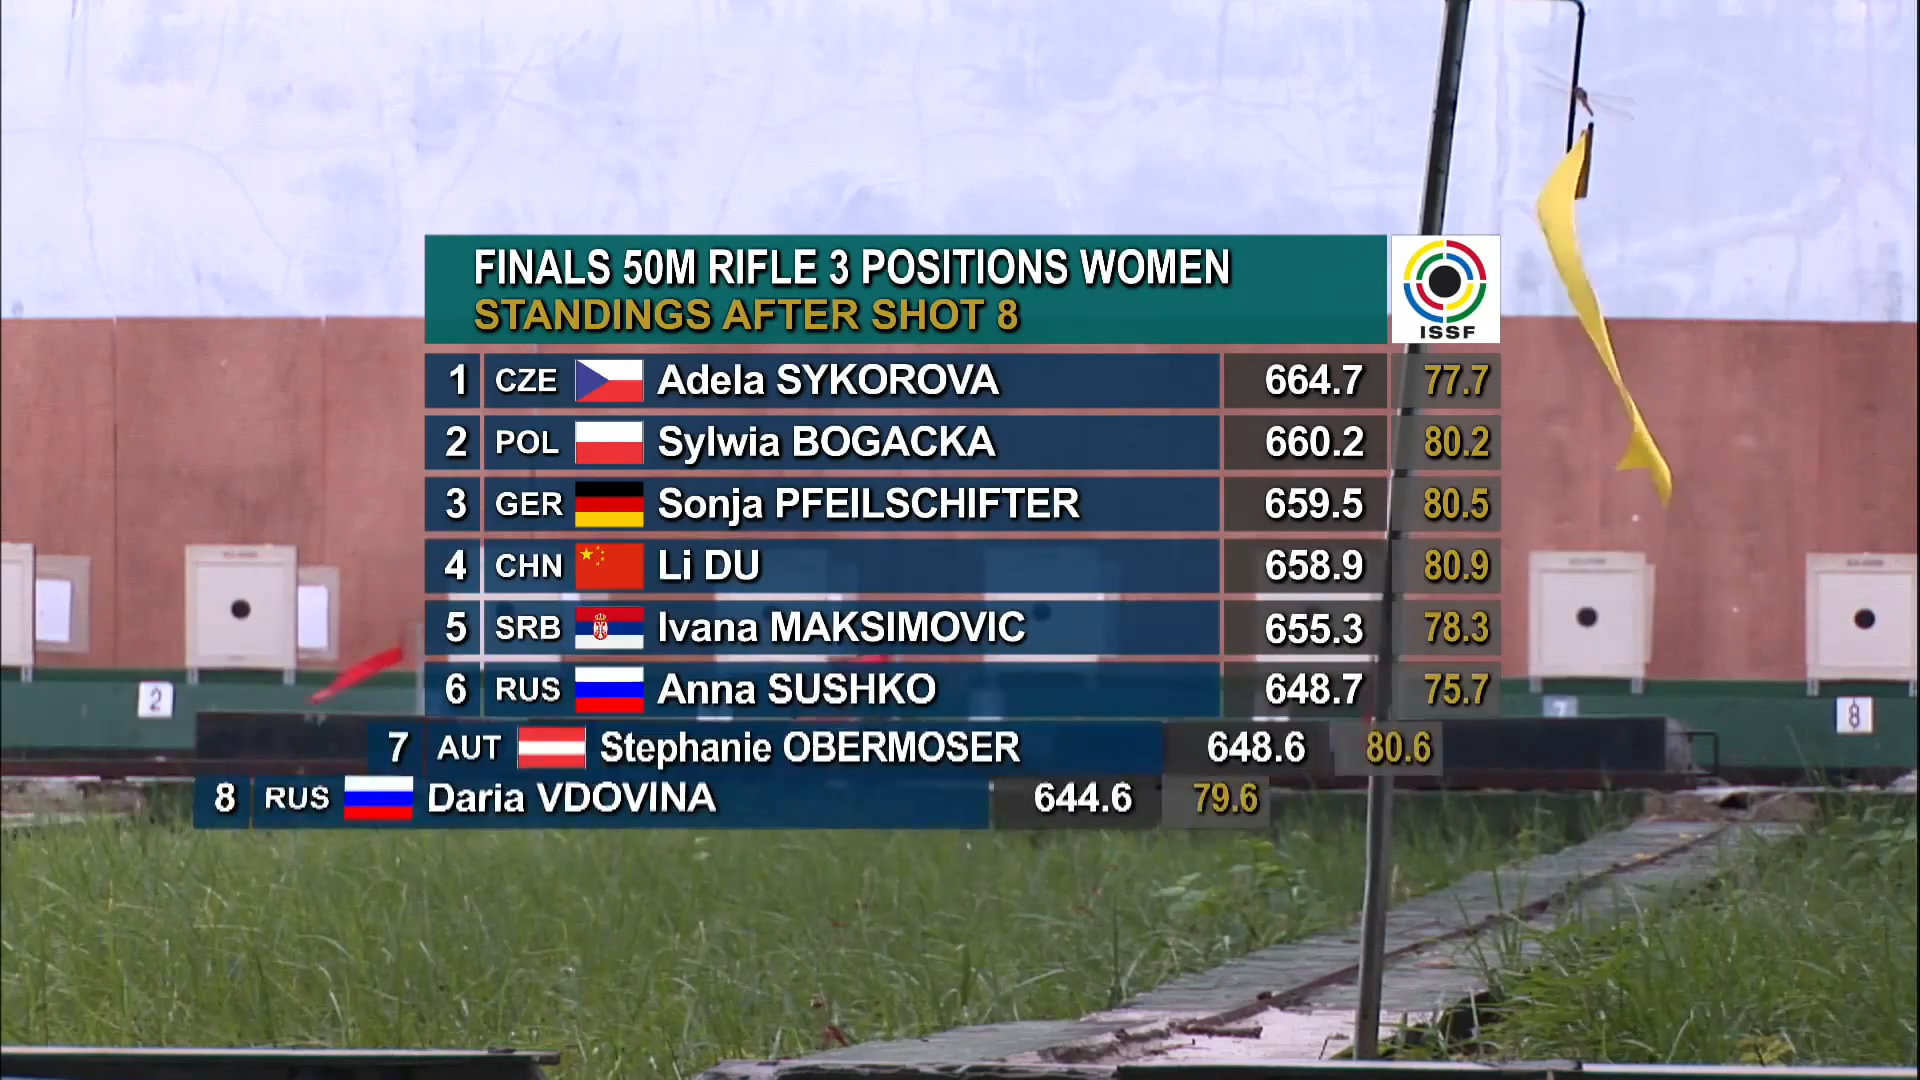 FINALS 50M RIFLE 3 POSITIONS WOMEN
STANDINGS AFTER SHOT 8
ISSF
1 CZE Adela SYKOROVA 664.7 77.7
2 POL Sylwia BOGACKA 660.2 80.2
3 GER Sonja PFEILSCHIFTER 659.5 80.5
4 CHN Li DU 658.9 80.9
5 SRB Ivana MAKSIMOVIC 655.3 78.3
6 RUS Anna SUSHKO 648.7 75.7
7 AUT Stephanie OBERMOSER 648.6 80.6
8 RUS Daria VDOVINA 644.6 79.6
2
7
8